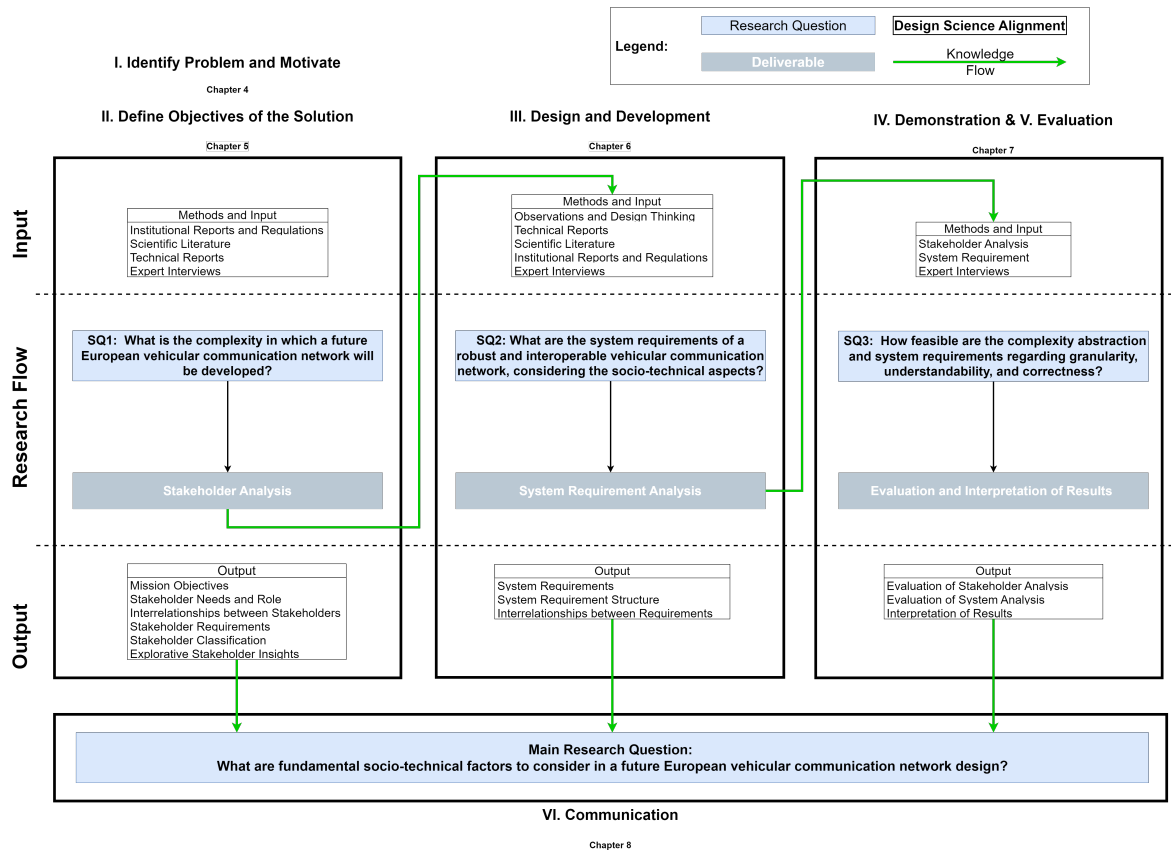 Legend:
Research Question
Design Science Alignment
Deliverable
Knowledge
Flow
I. Identify Problem and Motivate
Chapter 4
II. Define Objectives of the Solution
Chapter 5
III. Design and Development
Chapter 6
IV. Demonstration & V. Evaluation
Chapter 7
Input
Methods and Input
Institutional Reports and Regulations
Scientific Literature
Technical Reports
Expert Interviews
Methods and Input
Observations and Design Thinking
Technical Reports
Scientific Literature
Institutional Reports and Regulations
Expert Interviews
Methods and Input
Stakeholder Analysis
System Requirement
Expert Interviews
Research Flow
SQ1: What is the complexity in which a future
European vehicular communication network will
be developed?
Stakeholder Analysis
SQ2: What are the system requirements of a
robust and interoperable vehicular communication
network, considering the socio-technical aspects?
System Requirement Analysis
SQ3: How feasible are the complexity abstraction
and system requirements regarding granularity,
understandability, and correctness?
Evaluation and Interpretation of Results
Output
Output
Mission Objectives
Stakeholder Needs and Role
Interrelationships between Stakeholders
Stakeholder Requirements
Stakeholder Classification
Explorative Stakeholder Insights
Output
System Requirements
System Requirement Structure
Interrelationships between Requirements
Output
Evaluation of Stakeholder Analysis
Evaluation of System Analysis
Interpretation of Results
Main Research Question:
What are fundamental socio-technical factors to consider in a future European vehicular communication network design?
VI. Communication
Chapter 8